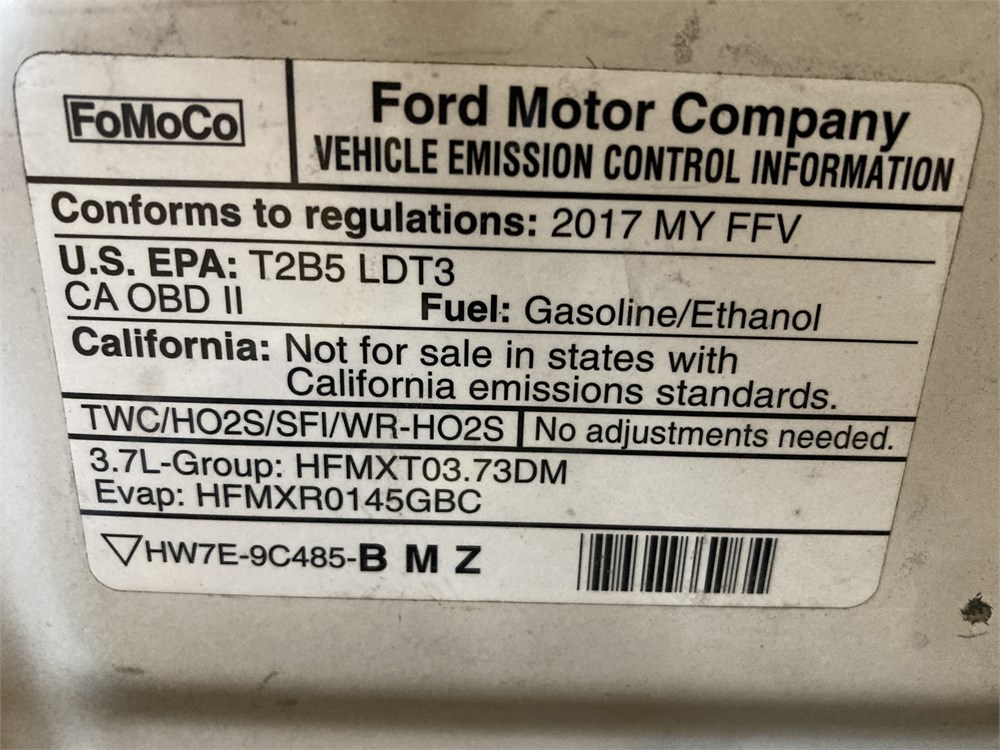 FoMoCo
Ford Motor Company
VEHICLE EMISSION CONTROL INFORMATION
Conforms to regulations: 2017 MY FFV
U.S. EPA: T2B5 LDT3
CA OBD II Fuel: Gasoline/Ethanol
California: Not for sale in states with
California emissions standards.
TWC/HO2S/SFI/WR-HO2S No adjustments needed.
3.7L-Group: HFMXT03.73DM
Evap: HFMXR0145GBC
HW7E-9C485-B M Z